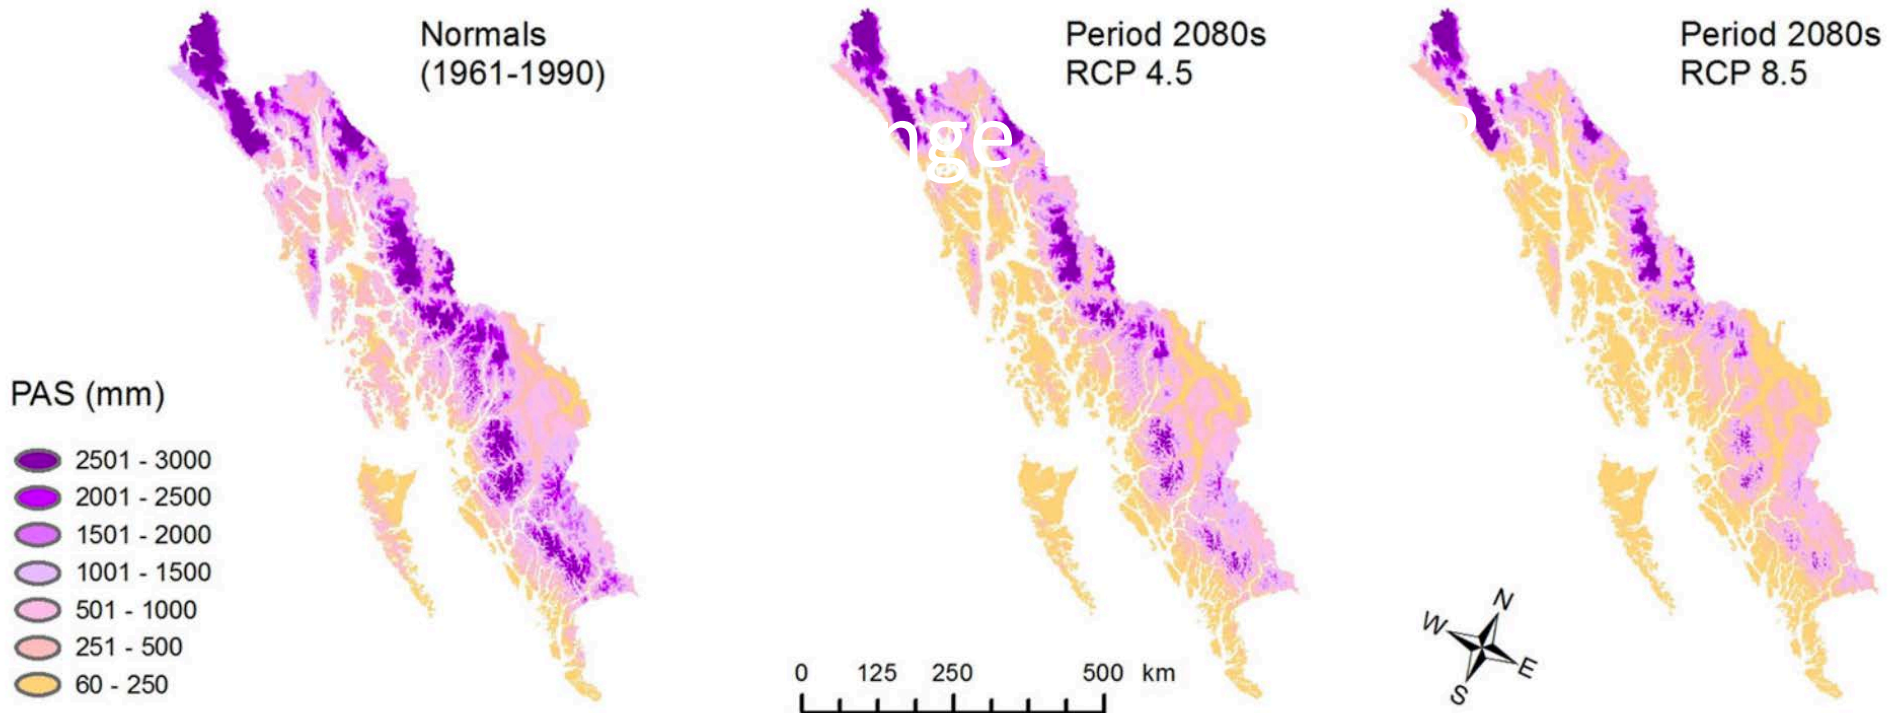 Normals
(1961-1990)
Period 2080s
RCP 4.5
Period 2080s
RCP 8.5
PAS (mm)
2501 - 3000
2001 - 2500
1501 - 2000
1001 - 1500
501 - 1000
251 - 500
60 - 250
0 125 250 500 km
N
W
E
S